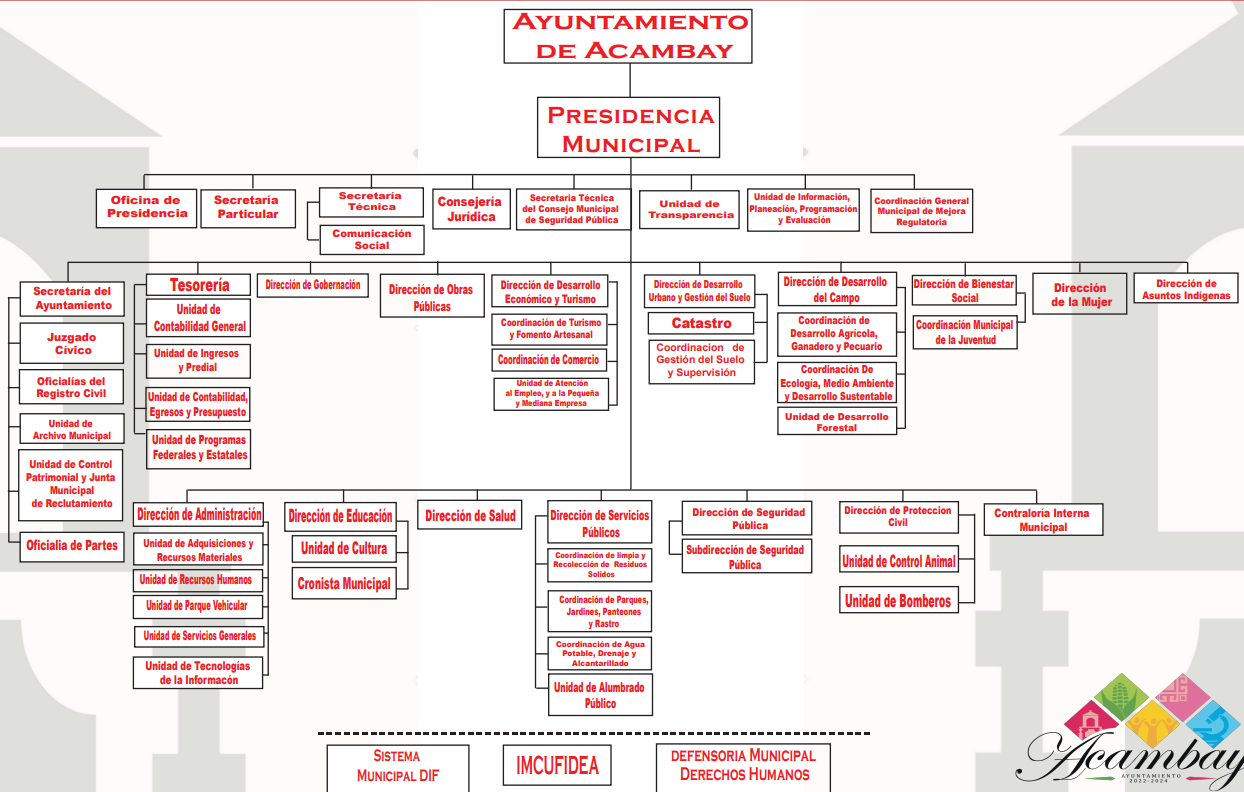 AYUNTAMIENTO
DE ACAMBAY
PRESIDENCIA
MUNICIPAL
Oficina de
Presidencia
Secretaría
Particular
Secretaría
Técnica
Comunicación
Social
Consejería
Jurídica
Secretaria Técnica
del Consejo Municipal
de Seguridad Pública
Unidad de
Transparencia
Unidad de Información,
Planeación, Programación
y Evaluación
Coordinación General
Municipal de Mejora
Regulatoria
Secretaría del
Ayuntamiento
Juzgado
Cívico
Oficialías del
Registro Civil
Unidad de
Archivo Municipal
Unidad de Control
Patrimonial y Junta
Municipal
de Reclutamiento
Oficialia de Partes
Tesorería
Unidad de
Contabilidad General
Unidad de Ingresos
y Predial
Unidad de Contabilidad,
Egresos y Presupuesto
Unidad de Programas
Federales y Estatales
Dirección de Gobernación
Dirección de Obras
Públicas
Dirección de Desarrollo
Económico y Turismo
Coordinación de Turismo
y Fomento Artesanal
Coordinación de Comercio
Unidad de Atención
al Empleo, y a la Pequeña
y Mediana Empresa
Dirección de Desarrollo
Urbano y Gestión del Suelo
Catastro
Coordinacion de
Gestión del Suelo
y Supervisión
Dirección de Desarrollo
del Campo
Coordinación de
Desarrollo Agrícola,
Ganadero y Pecuario
Coordinación De
Ecología, Medio Ambiente
y Desarrollo Sustentable
Unidad de Desarrollo
Forestal
Dirección de Bienestar
Social
Coordinación Municipal
de la Juventud
Dirección
de la Mujer
Dirección de
Asuntos Indígenas
Dirección de Administración
Unidad de Adquisiciones y
Recursos Materiales
Unidad de Recursos Humanos
Unidad de Parque Vehicular
Unidad de Servicios Generales
Unidad de Tecnologías
de la Informacón
Dirección de Educación
Unidad de Cultura
Cronista Municipal
Dirección de Salud
Dirección de Servicios
Públicos
Coordinación de limpia y
Recolección de Residuos
Solidos
Cordinación de Parques,
Jardines, Panteones
y Rastro
Coordinación de Agua
Potable, Drenaje y
Alcantarillado
Unidad de Alumbrado
Público
Dirección de Seguridad
Pública
Subdirección de Seguridad
Pública
Dirección de Proteccion
Civil
Unidad de Control Animal
Unidad de Bomberos
Contraloría Interna
Municipal
SISTEMA
MUNICIPAL DIF
IMCUFIDEA
DEFENSORIA MUNICIPAL
DERECHOS HUMANOS
Acambay
AYUNTAMIENTO
2022-2024